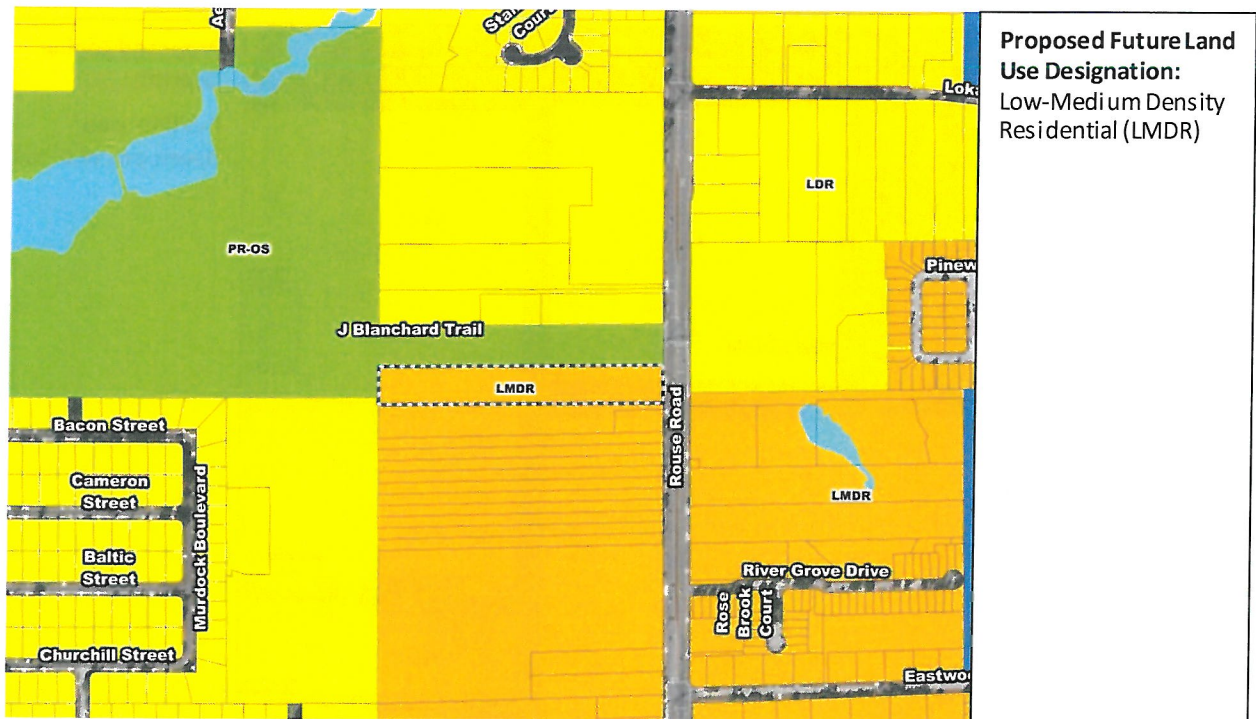 Proposed Future Land
Use Designation:
Low-Medium Density
Residential (LMDR)
Court
LDR
PR-OS
J Blanchard Trail
LMDR
Rouse Road
Bacon Street
Cameron
Street
Murdock Boulevard
Baltic
Street
Churchill Street
LMDR
River Grove Drive
Rose
Brook
Court